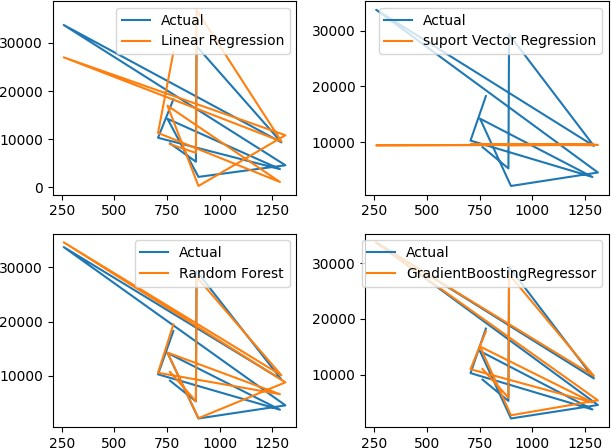 Actual
Linear Regression
30000
20000
10000
0
250 500 750 1000 1250
Actual
suport Vector Regression
30000
20000
10000
250 500 750 1000 1250
Actual
Random Forest
30000
20000
10000
250 500 750 1000 1250
Actual
GradientBoostingRegressor
30000
20000
10000
250 500 750 1000 1250